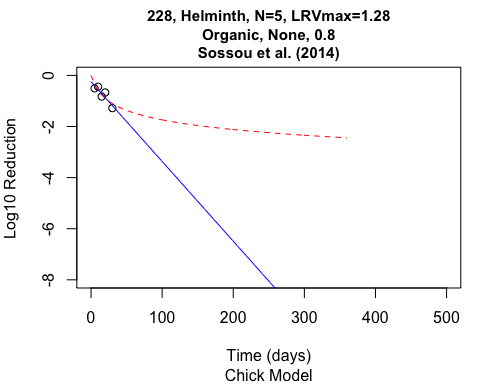 228, Helminth, N=5, LRVmax=1.28
Organic, None, 0.8
Sossou et al. (2014)
Log10 Reduction
0
-2
-4
-6
-8
0 100 200 300 400 500
Time (days)
Chick Model